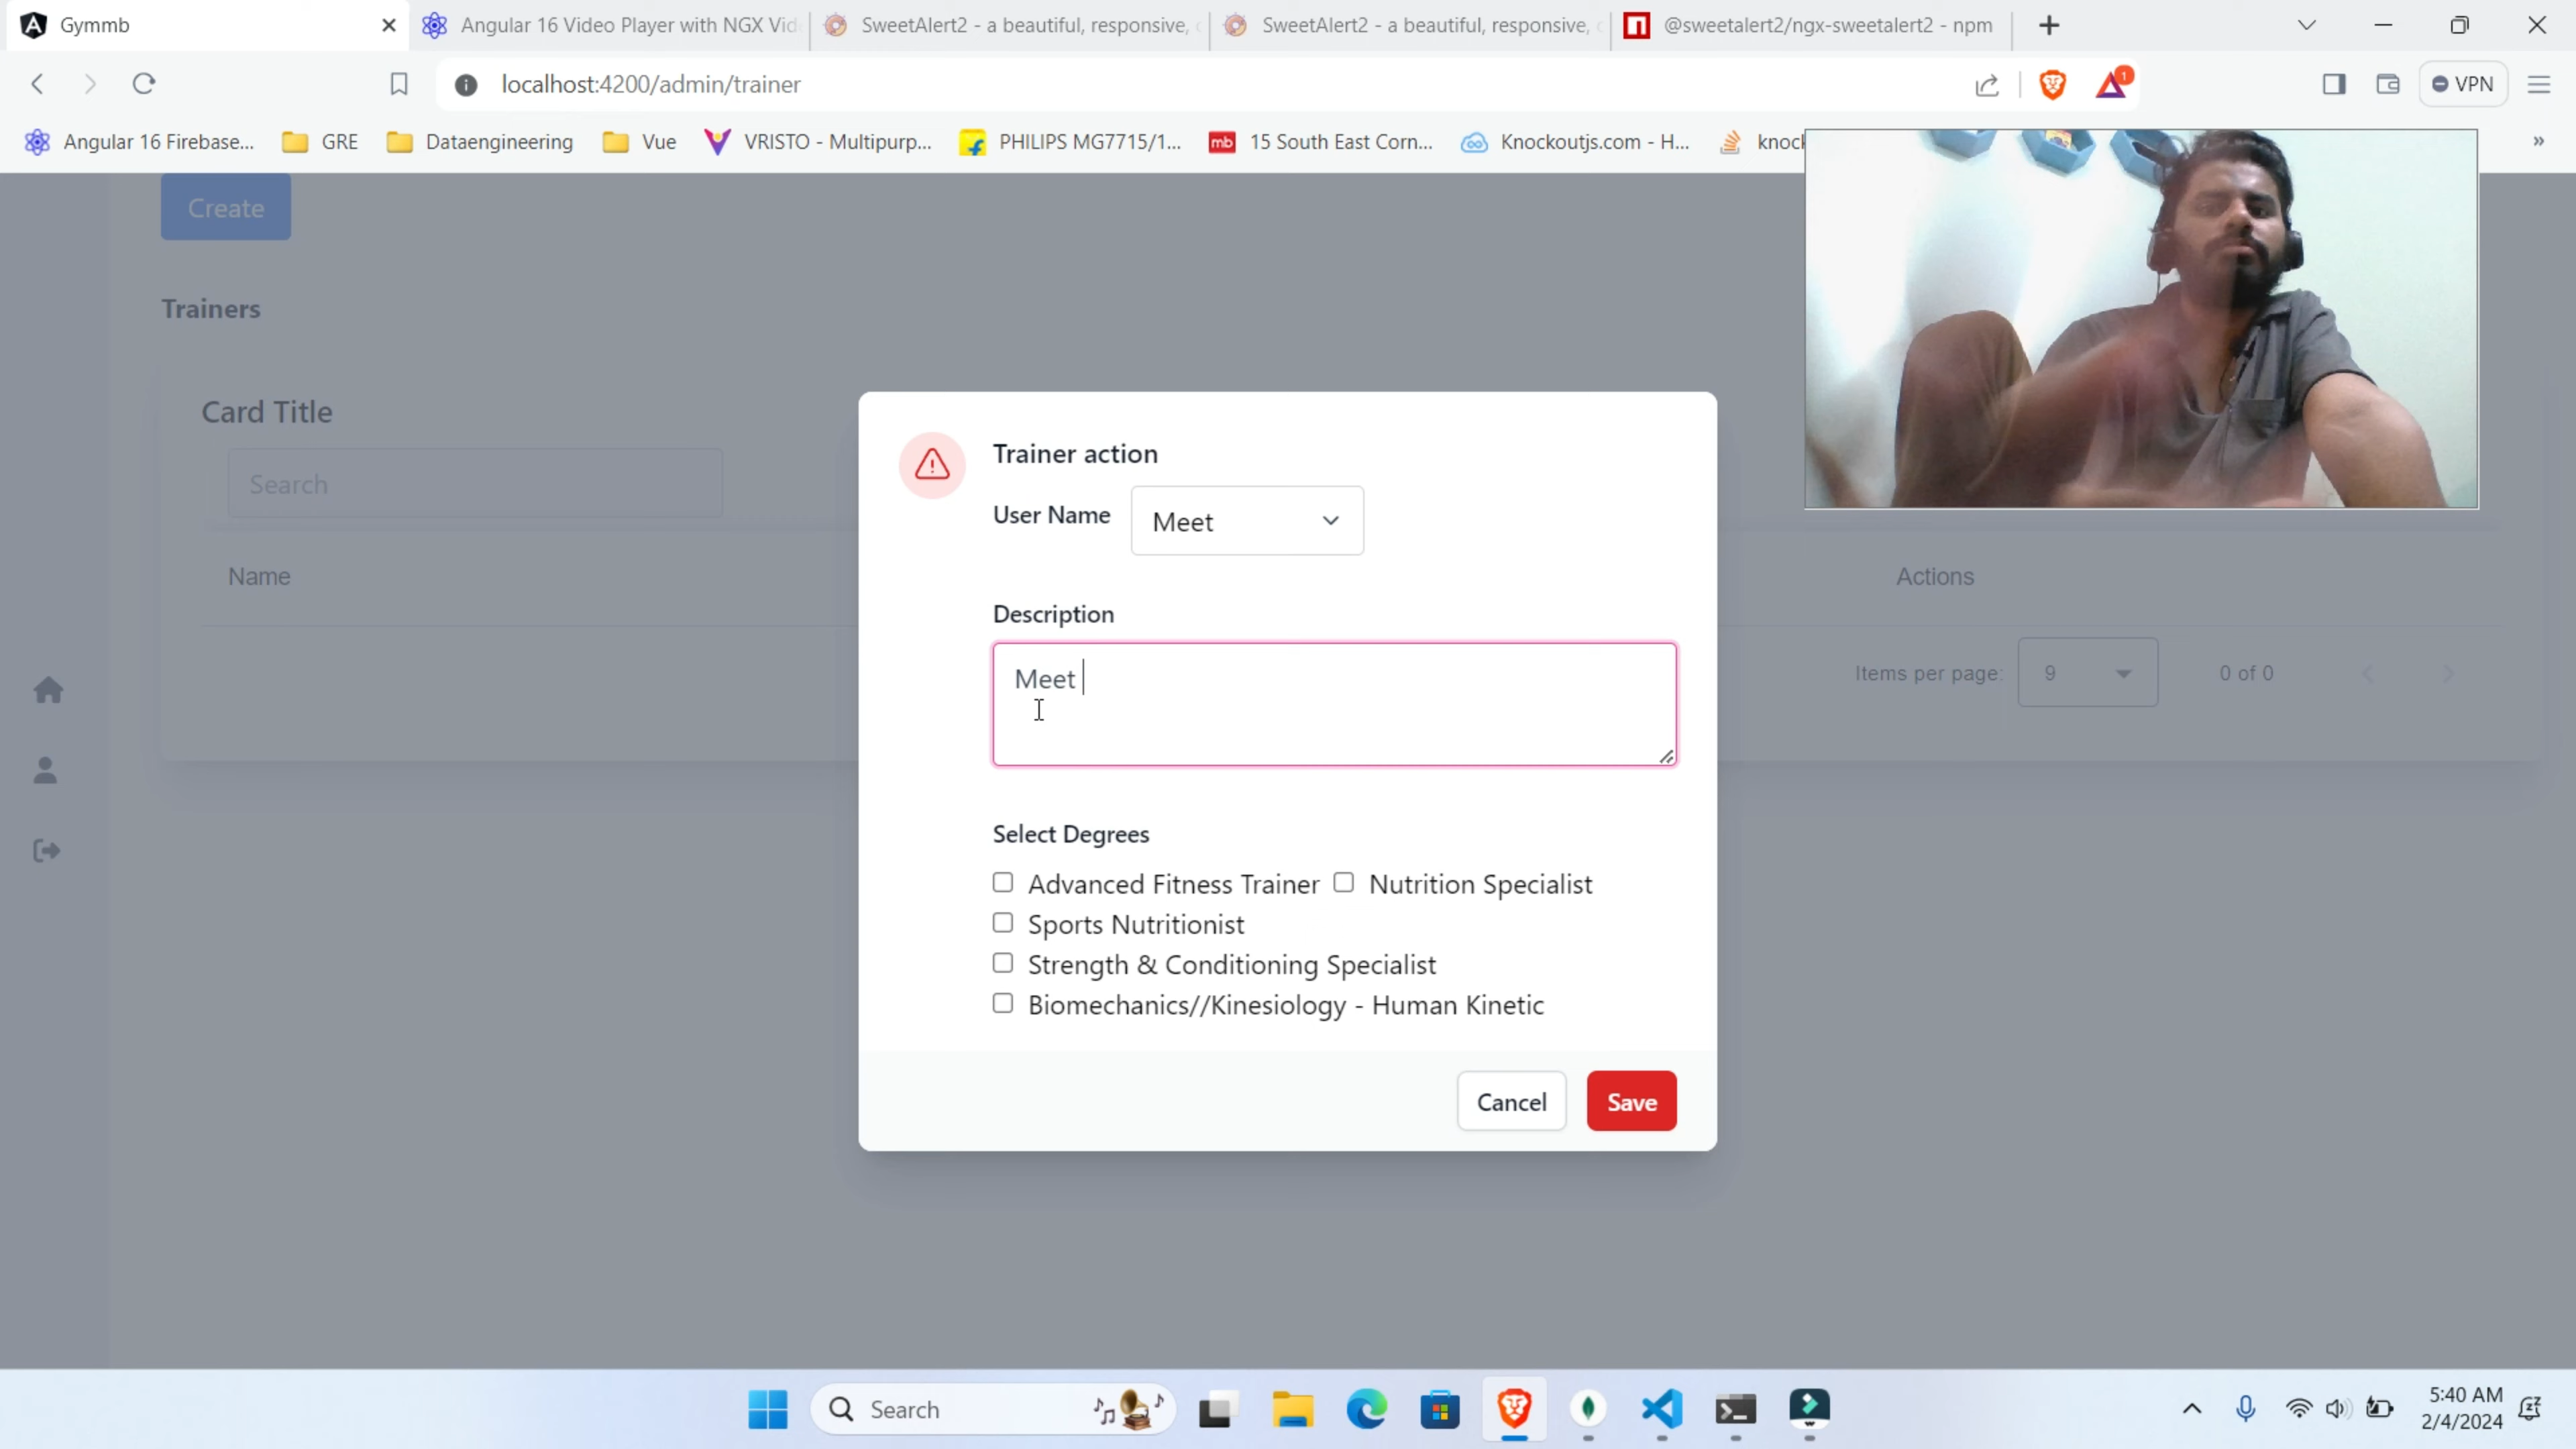 Gymmb
Angular 16 Video Player with NGX Vid
SweetAlert2 - a beautiful, responsive,
SweetAlert2 - a beautiful, responsive,
@sweetalert2/ngx-sweetalert2 - npm
localhost:4200/admin/trainer
1
VPN
Angular 16 Firebase...
GRE
Dataengineering
Vue
VRISTO - Multipurp...
PHILIPS MG7715/1...
mb
15 South East Corn...
Knockoutjs.com - H...
knock
»
Create
Trainers
Card Title
Search
Name
Actions
Items per page:
9
0 of 0
Trainer action
User Name
Meet
Description
Meet
Select Degrees
Advanced Fitness Trainer
Nutrition Specialist
Sports Nutritionist
Strength & Conditioning Specialist
Biomechanics//Kinesiology - Human Kinetic
Cancel
Save
Search
5:40 AM
2/4/2024